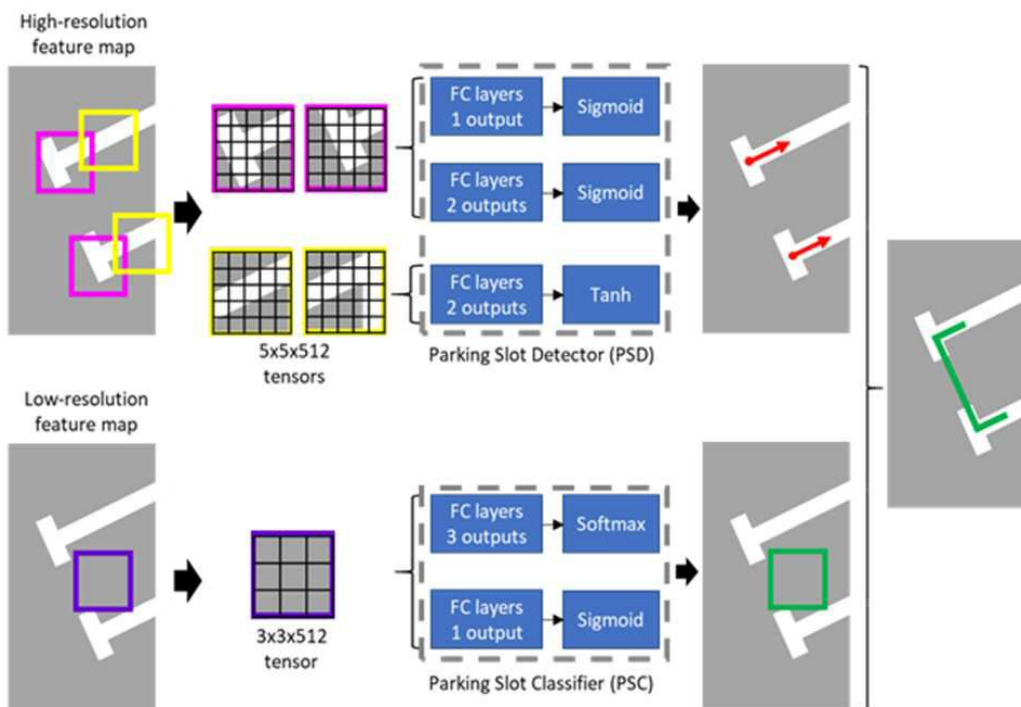 High-resolution
feature map
FC layers
1 output
Sigmoid
FC layers
2 outputs
Sigmoid
FC layers
2 outputs
Tanh
5x5x512
tensors
Parking Slot Detector (PSD)
Low-resolution
feature map
FC layers
3 outputs
Softmax
FC layers
1 output
Sigmoid
3x3x512
tensor
Parking Slot Classifier (PSC)